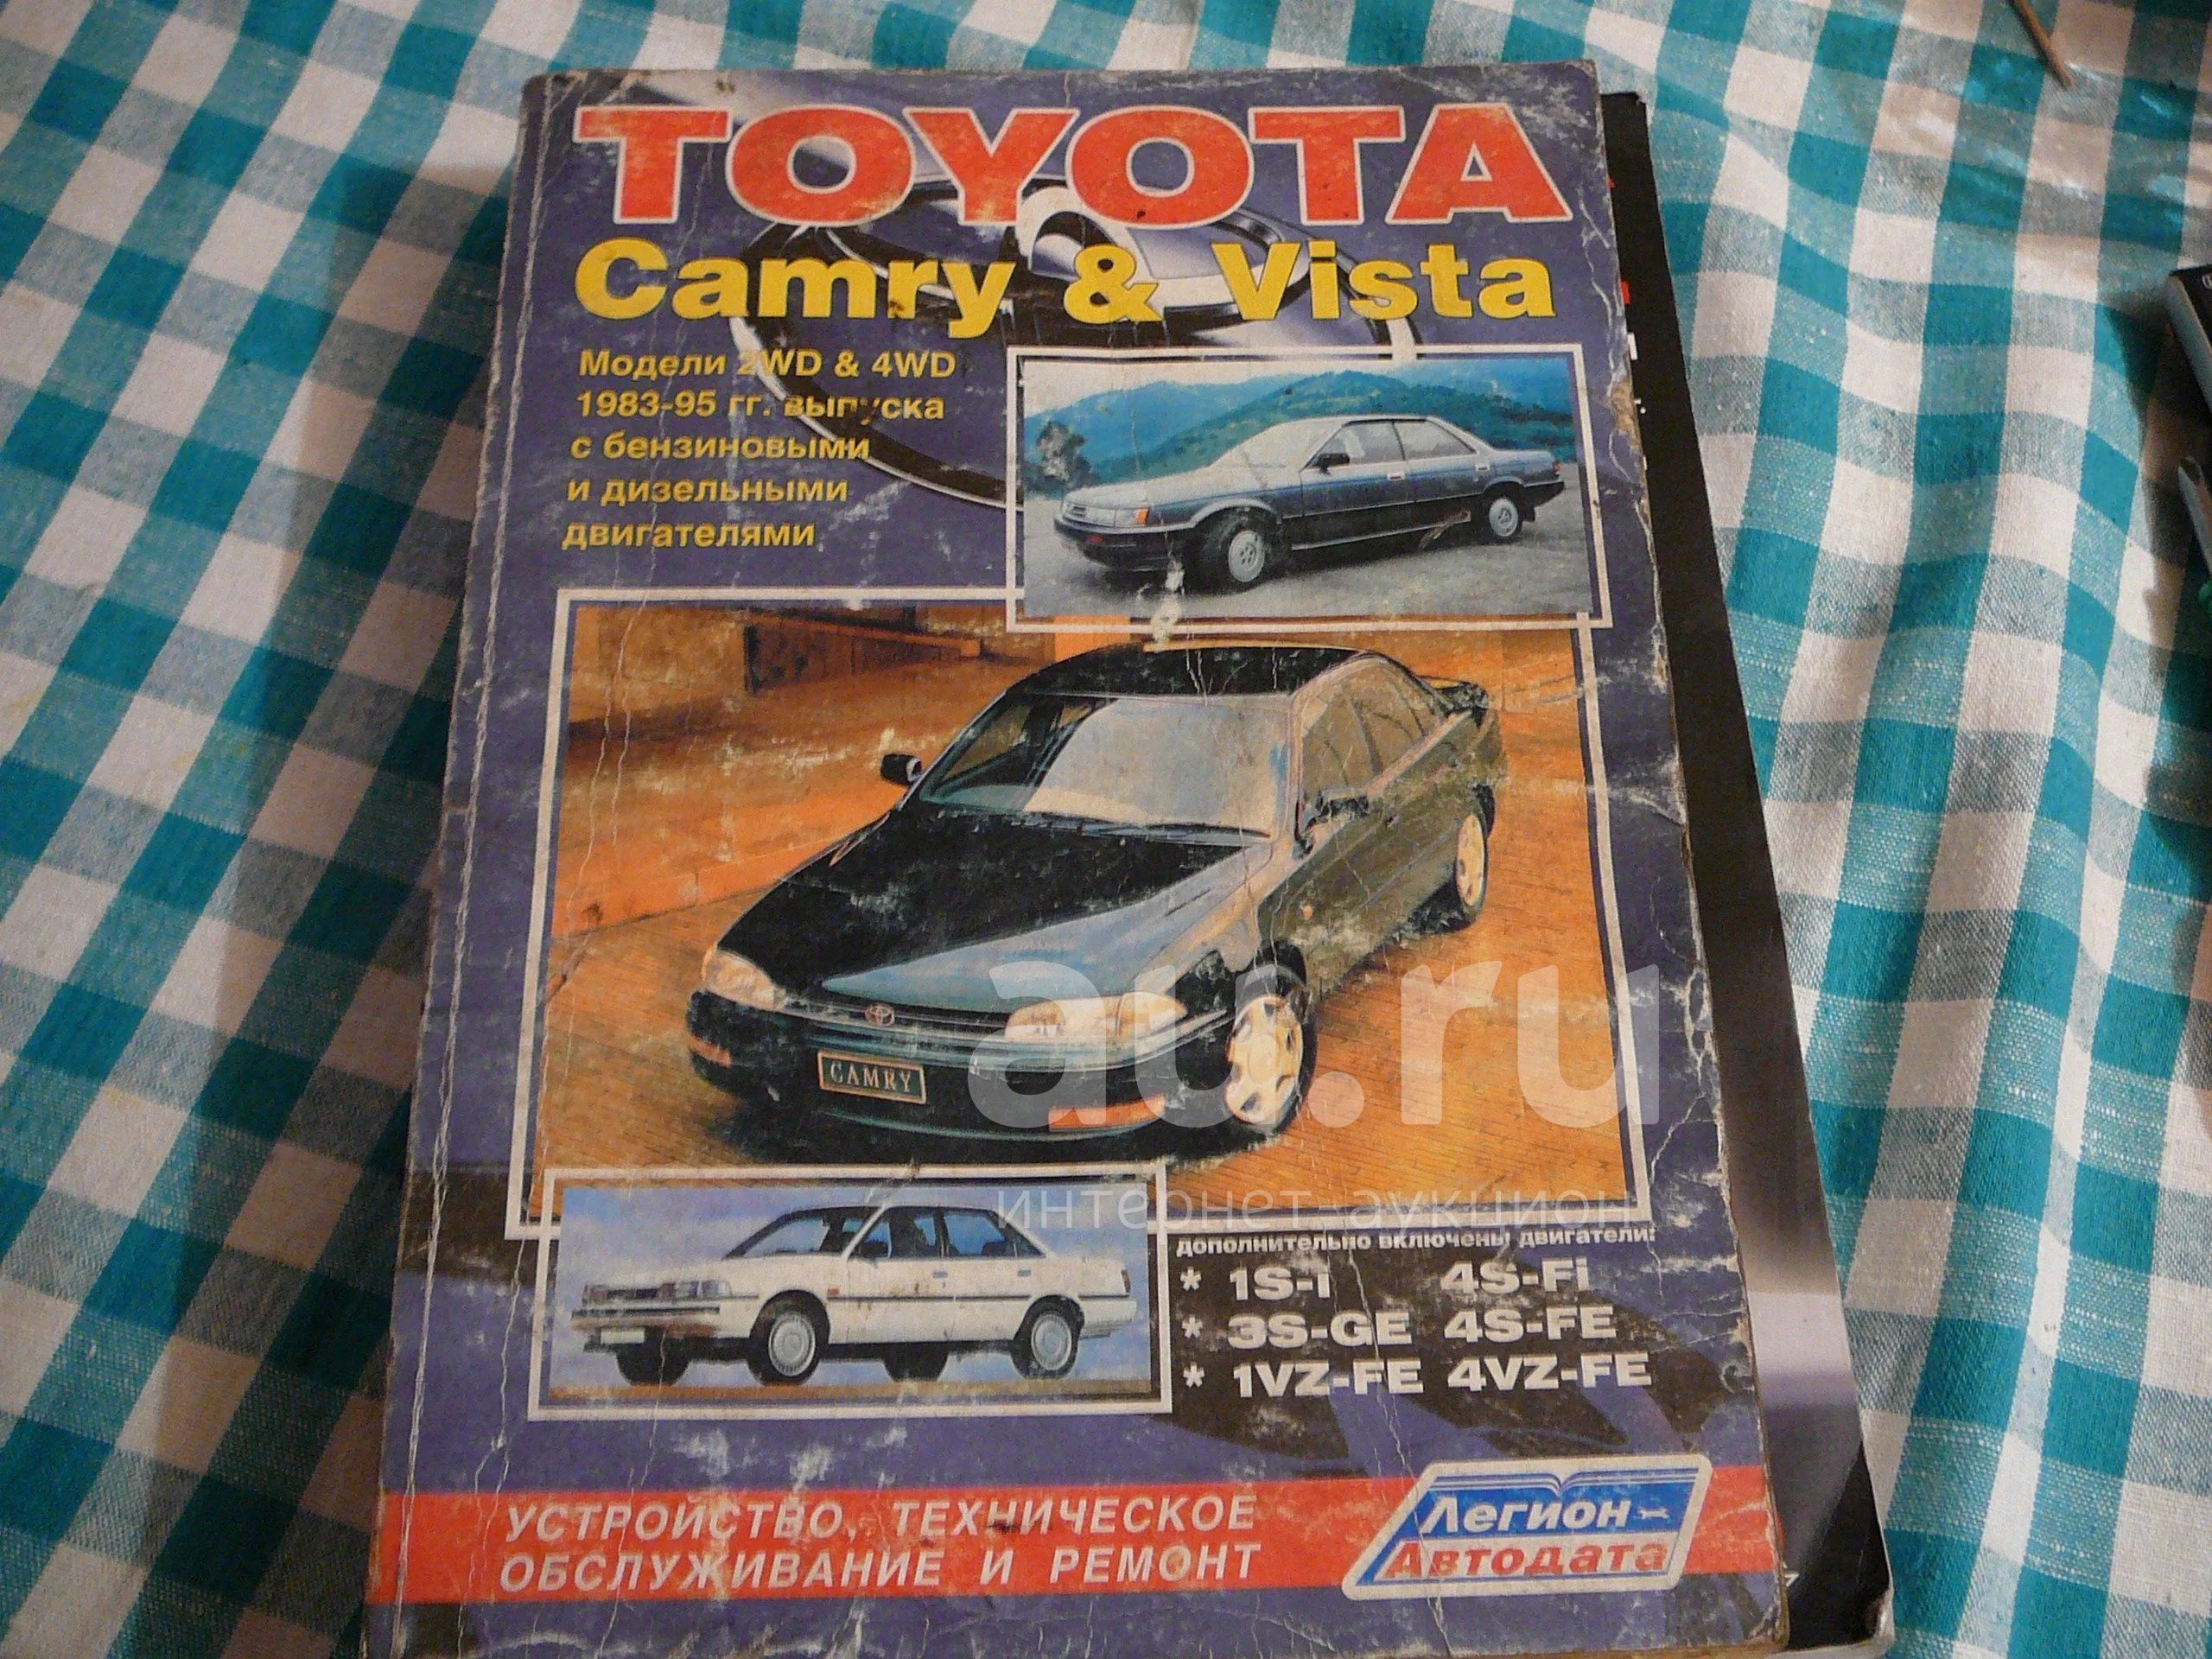 TOYOTA
Camry & Vista
Модели 2WD & 4WD
1983-95 гг. выпуска
с бензиновыми
и дизельными
двигателями
CAMRY
au.ru
интернет аукцион
дополнительно включены двигатели:
* 1S-i 4S-Fi
* 3S-GE 4S-FE
* 1VZ-FE 4VZ-FE
УСТРОЙСТВО, ТЕХНИЧЕСКОЕ
ОБСЛУЖИВАНИЕ И РЕМОНТ
Легион-
Автодата